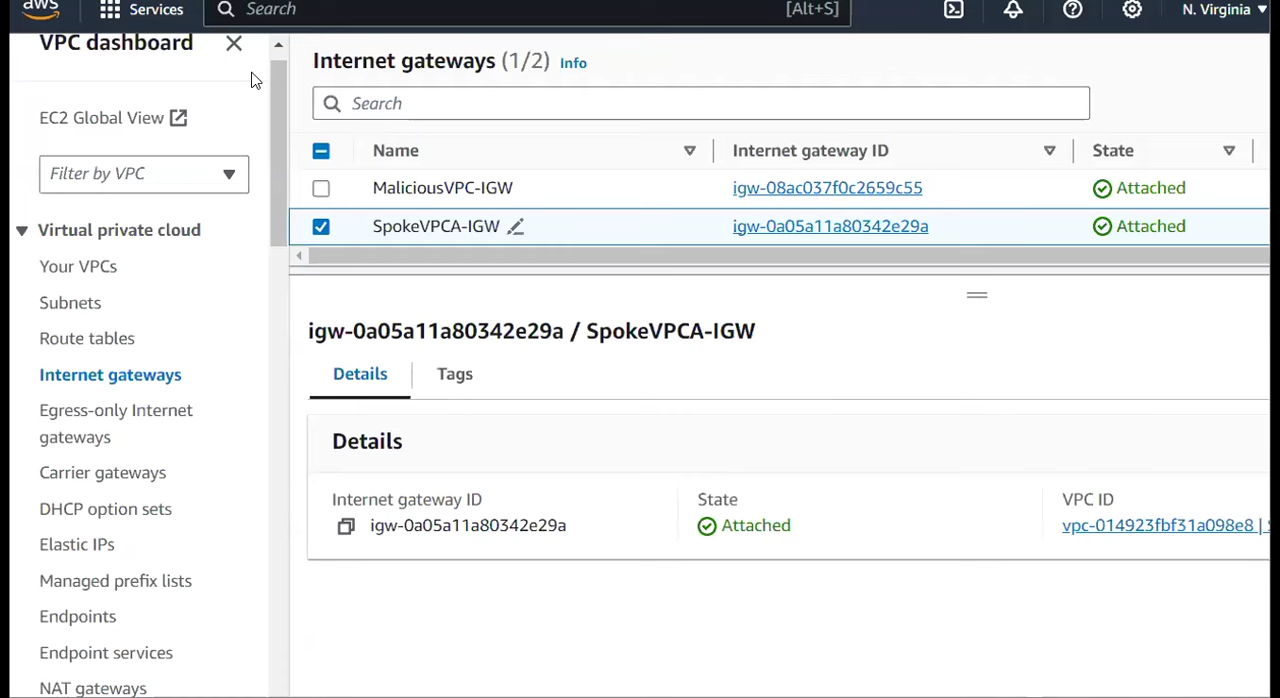 aws
Services
Search
[Alt+S]
N. Virginia
VPC dashboard
EC2 Global View
Filter by VPC
Virtual private cloud
Your VPCs
Subnets
Route tables
Internet gateways
Egress-only Internet
gateways
Carrier gateways
DHCP option sets
Elastic IPs
Managed prefix lists
Endpoints
Endpoint services
NAT gateways
Internet gateways (1/2) Info
Search
Name Internet gateway ID State
MaliciousVPC-IGW igw-08ac037f0c2659c55 Attached
SpokeVPCA-IGW igw-0a05a11a80342e29a Attached
igw-0a05a11a80342e29a / SpokeVPCA-IGW
Details Tags
Details
Internet gateway ID State VPC ID
igw-0a05a11a80342e29a Attached vpc-014923fbf31a098e8 |